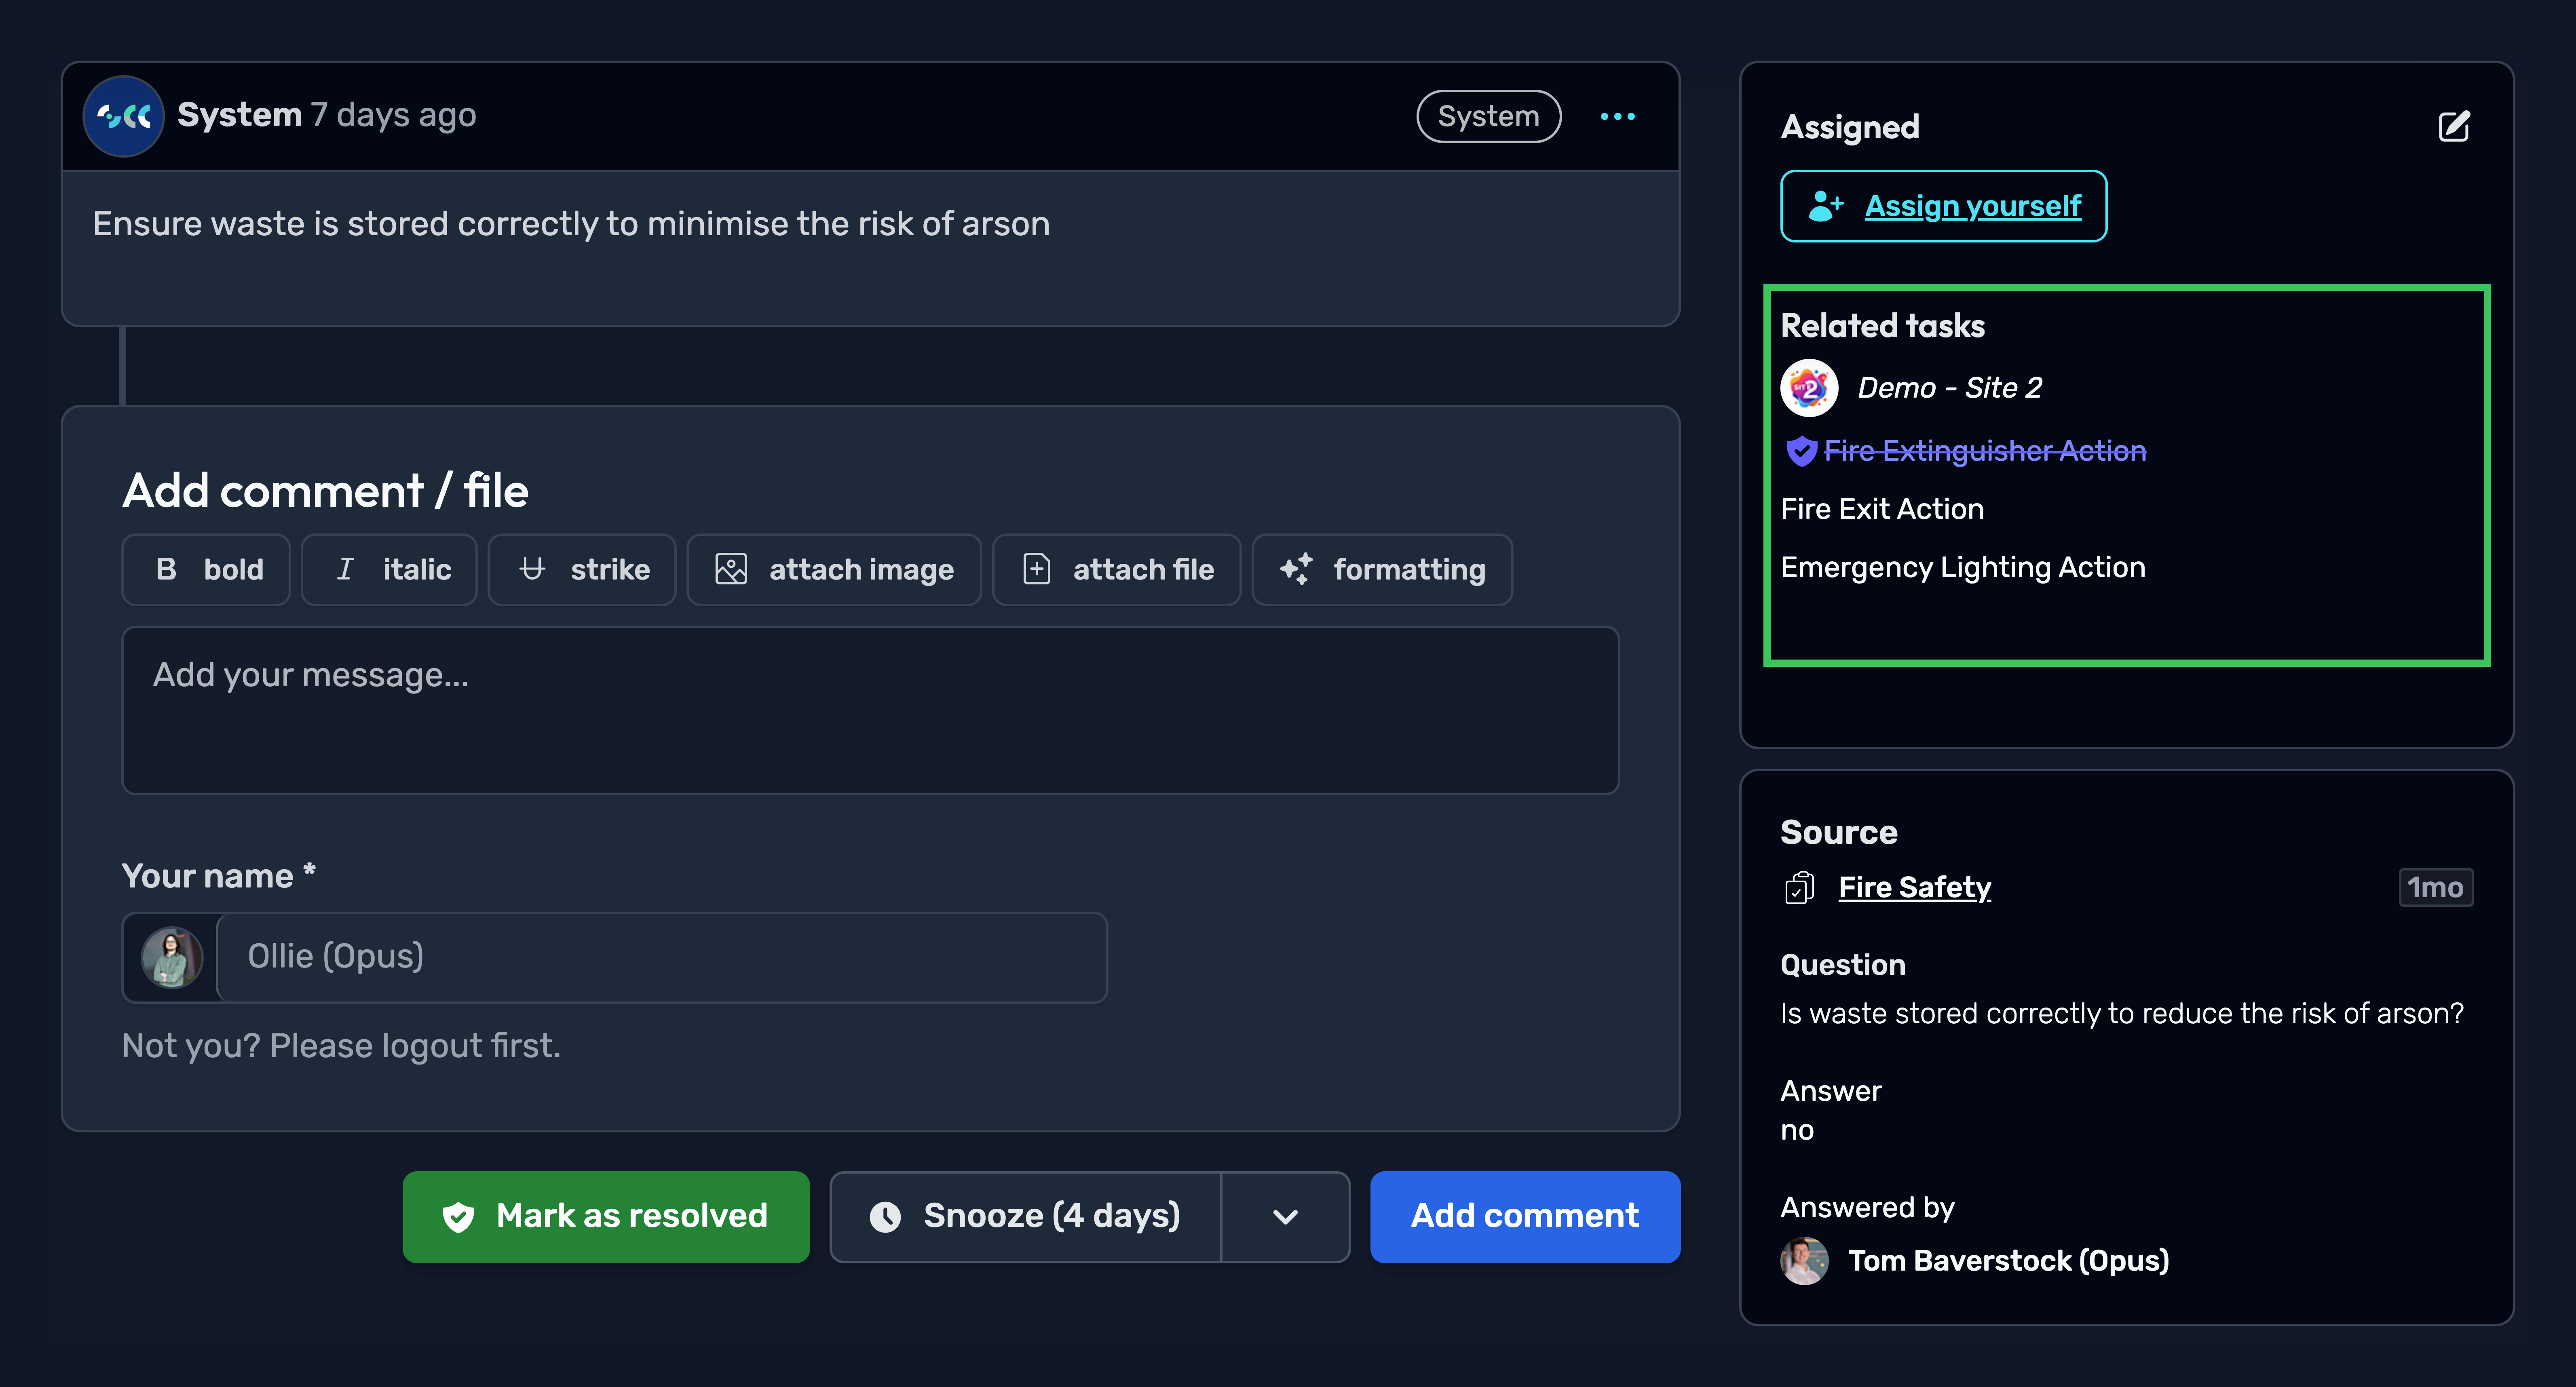 System 7 days ago
System
Ensure waste is stored correctly to minimise the risk of arson
Add comment / file
B bold
I italic
strike
attach image
attach file
formatting
Add your message...
Your name *
Ollie (Opus)
Not you? Please logout first.
Mark as resolved
Snooze (4 days)
Add comment
Assigned
Assign yourself
Related tasks
SITE 2
Demo - Site 2
Fire Extinguisher Action
Fire Exit Action
Emergency Lighting Action
Source
Fire Safety
1mo
Question
Is waste stored correctly to reduce the risk of arson?
Answer
no
Answered by
Tom Baverstock (Opus)